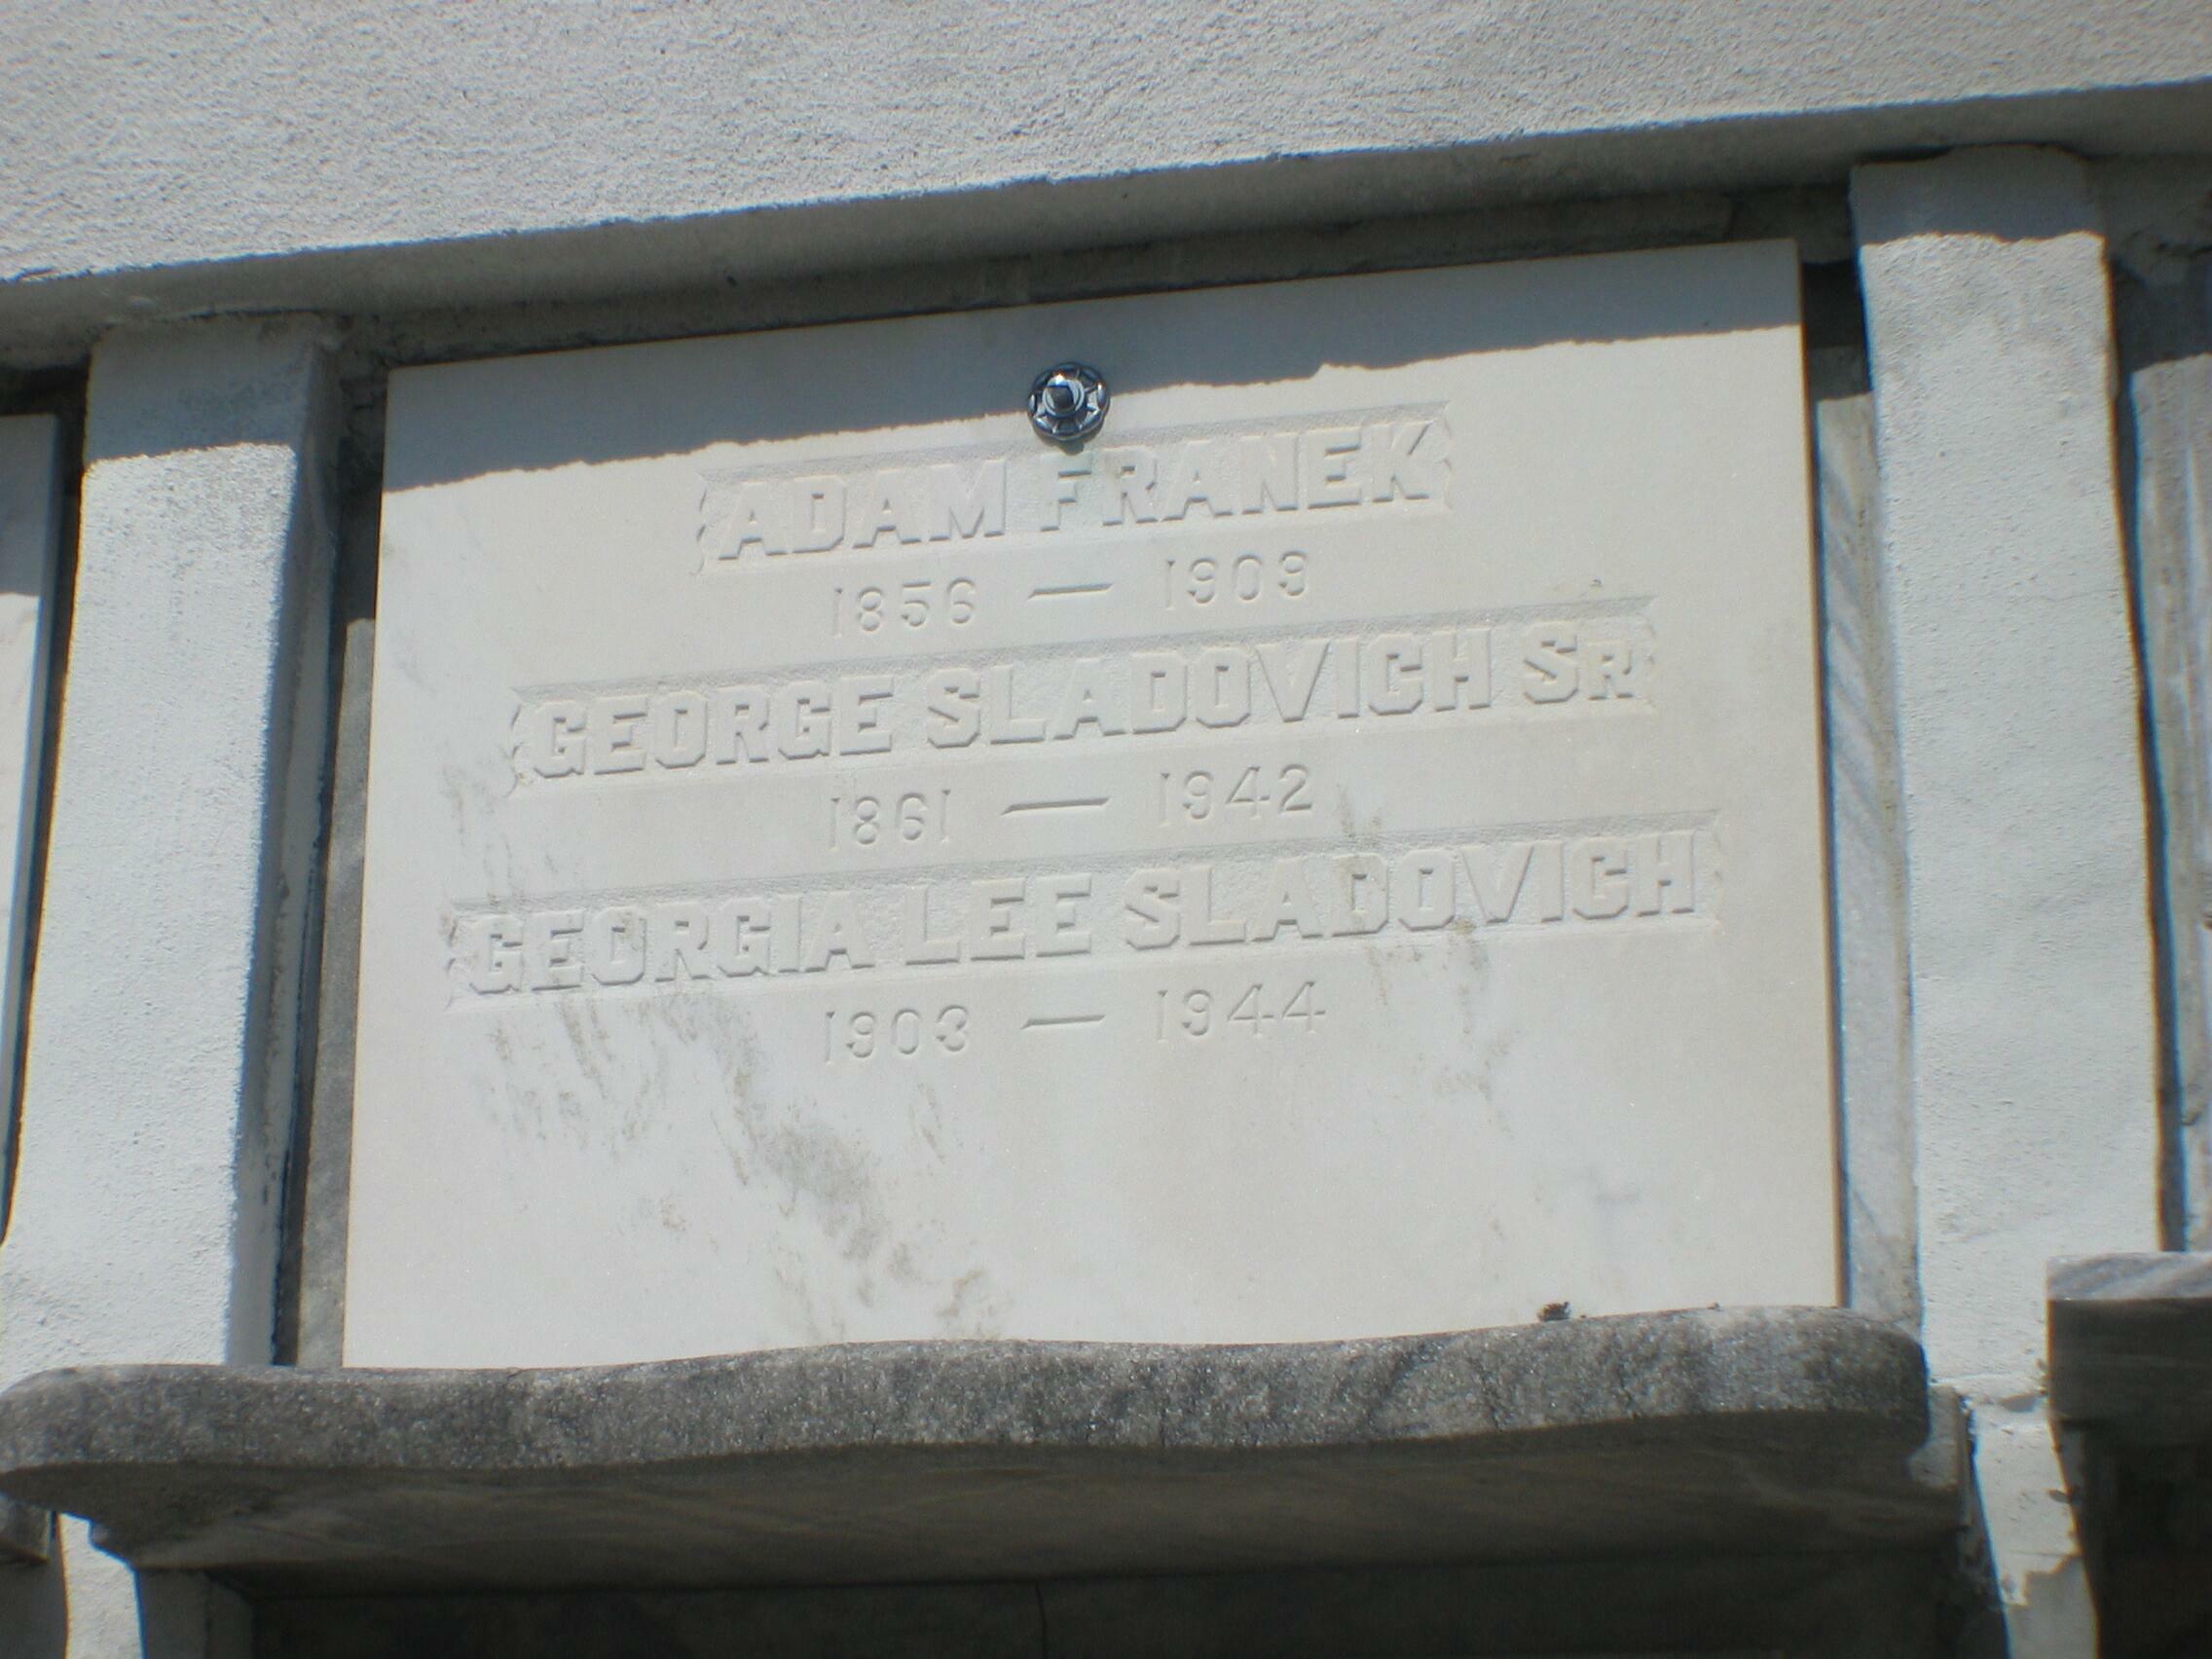 ADAM FRANEK
1856 — 1909
GEORGE SLADOVICH SR
1861 — 1942
GEORGIA LEE SLADOVICH
1903 — 1944